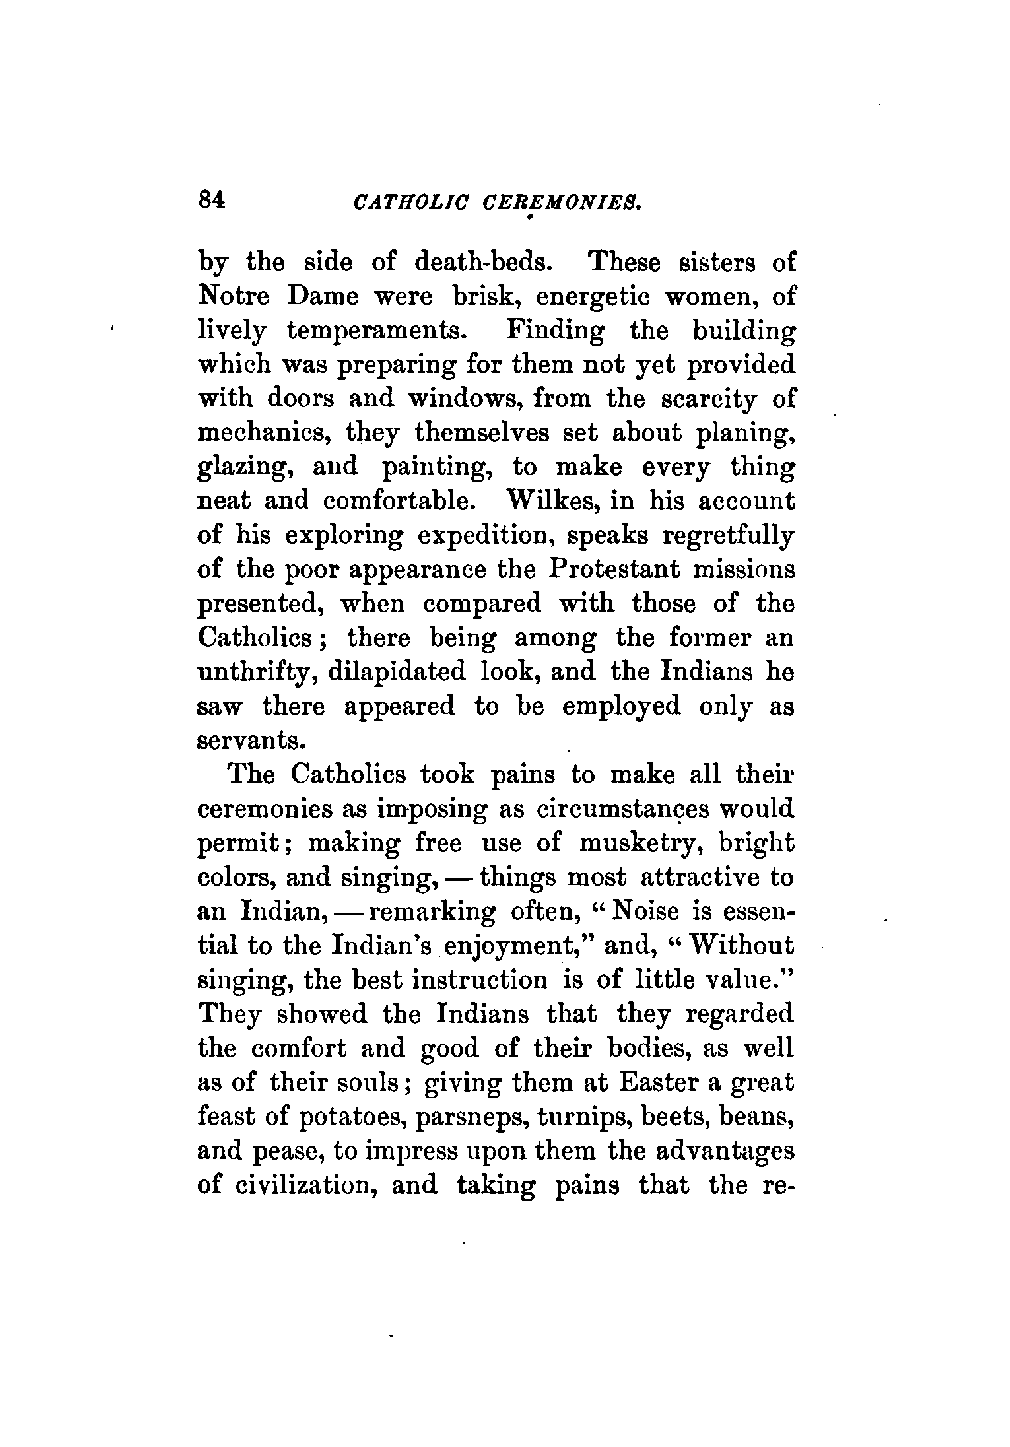 84 CATHOLIC CEREMONIES.
by the side of death-beds. These sisters of
Notre Dame were brisk, energetic women, of
lively temperaments. Finding the building
which was preparing for them not yet provided
with doors and windows, from the scarcity of
mechanics, they themselves set about planing,
glazing, and painting, to make every thing
neat and comfortable. Wilkes, in his account
of his exploring expedition, speaks regretfully
of the poor appearance the Protestant missions
presented, when compared with those of the
Catholics; there being among the former an
unthrifty, dilapidated look, and the Indians he
saw there appeared to be employed only as
servants.
The Catholics took pains to make all their
ceremonies as imposing as circumstances would
permit; making free use of musketry, bright
colors, and singing, — things most attractive to
an Indian, — remarking often, “Noise is essen-
tial to the Indian's enjoyment,” and, “Without
singing, the best instruction is of little value.”
They showed the Indians that they regarded
the comfort and good of their bodies, as well
as of their souls; giving them at Easter a great
feast of potatoes, parsneps, turnips, beets, beans,
and pease, to impress upon them the advantages
of civilization, and taking pains that the re-